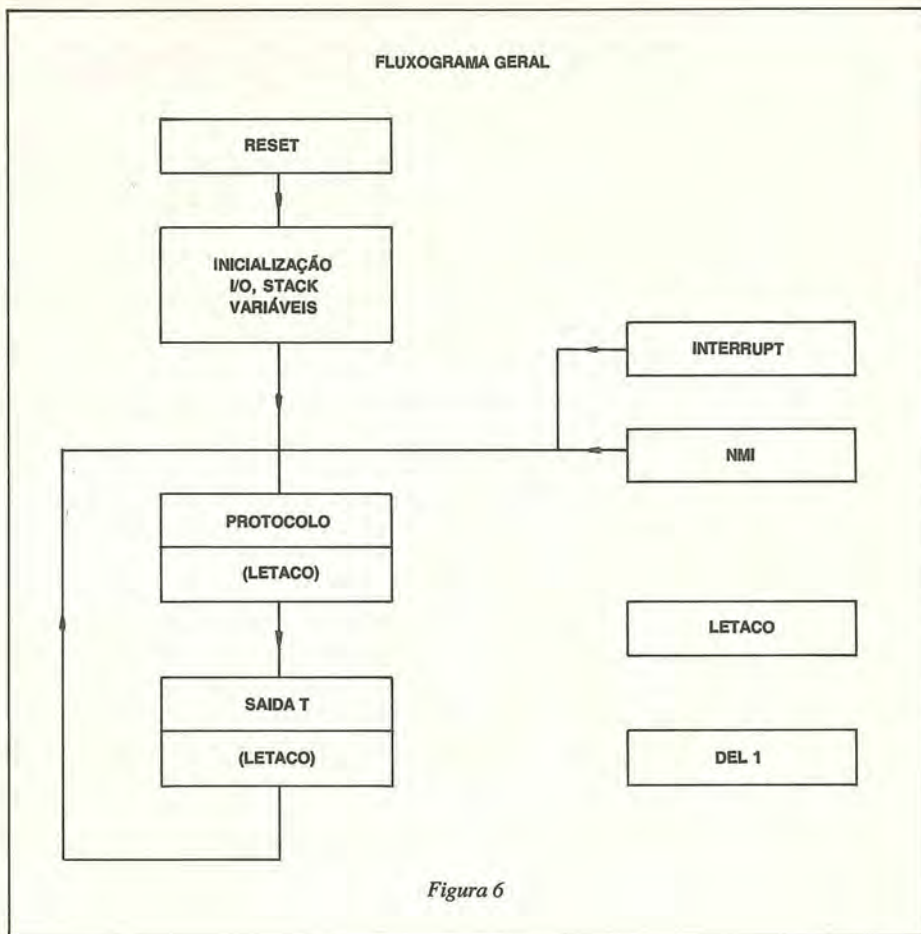 FLUXOGRAMA GERAL
RESET
INICIALIZAÇÃO
I/O, STACK
VARIÁVEIS
INTERRUPT
NMI
PROTOCOLO
(LETACO)
LETACO
SAIDA T
(LETACO)
DEL 1
Figura 6